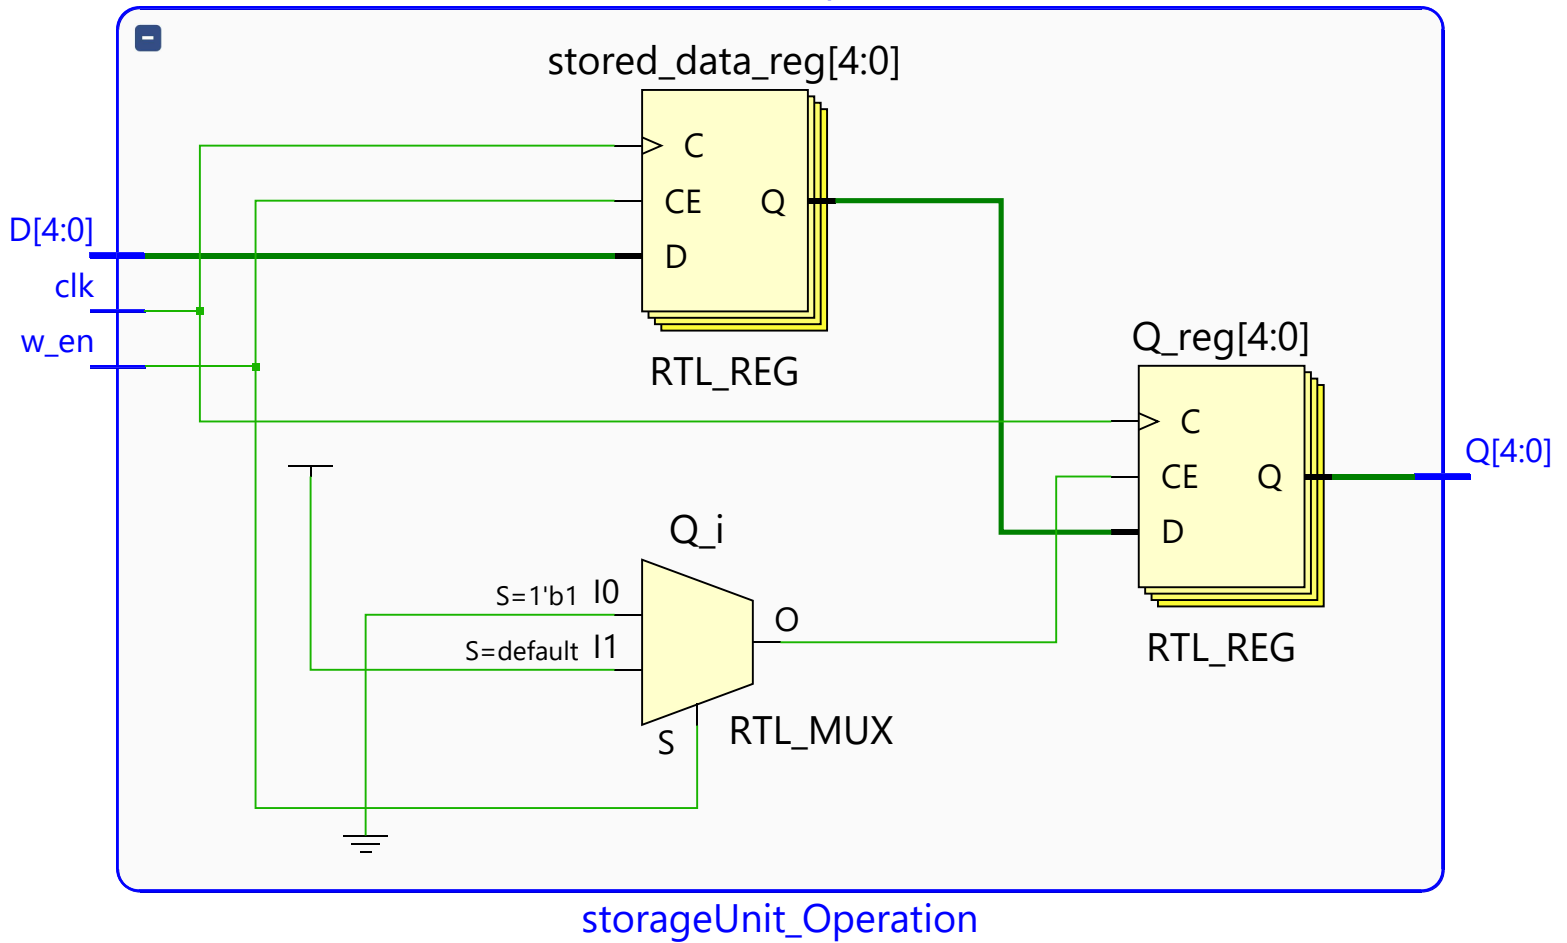 stored_data_reg[4:0]
C
CE
Q
D
RTL_REG
D[4:0]
clk
w_en
Q_reg[4:0]
C
CE
Q
D
RTL_REG
Q[4:0]
Q_i
S=1'b1 I0
S=default I1
O
S
RTL_MUX
storageUnit_Operation